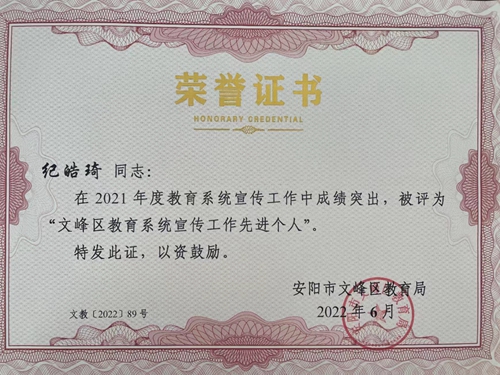 荣誉证书
HONORARY CREDENTIAL
纪皓琦 同志：
在 2021 年度教育系统宣传工作中成绩突出，被评为
“文峰区教育系统宣传工作先进个人”。
特发此证，以资鼓励。
安阳市文峰区教育局
2022 年 6 月
文教〔2022〕89 号